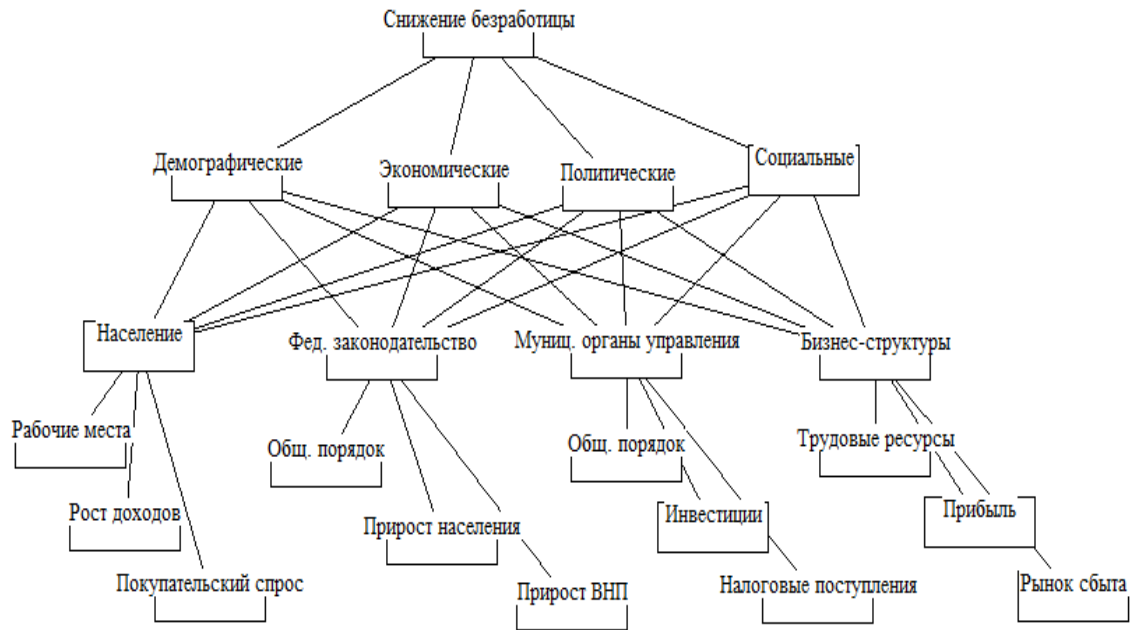 Снижение безработицы
Демографические
Экономические
Политические
Социальные
Население
Фед. законодательство
Муниц. органы управления
Бизнес-структуры
Рабочие места
Общ. порядок
Общ. порядок
Трудовые ресурсы
Рост доходов
Прирост населения
Инвестиции
Прибыль
Покупательский спрос
Прирост ВНП
Налоговые поступления
Рынок сбыта